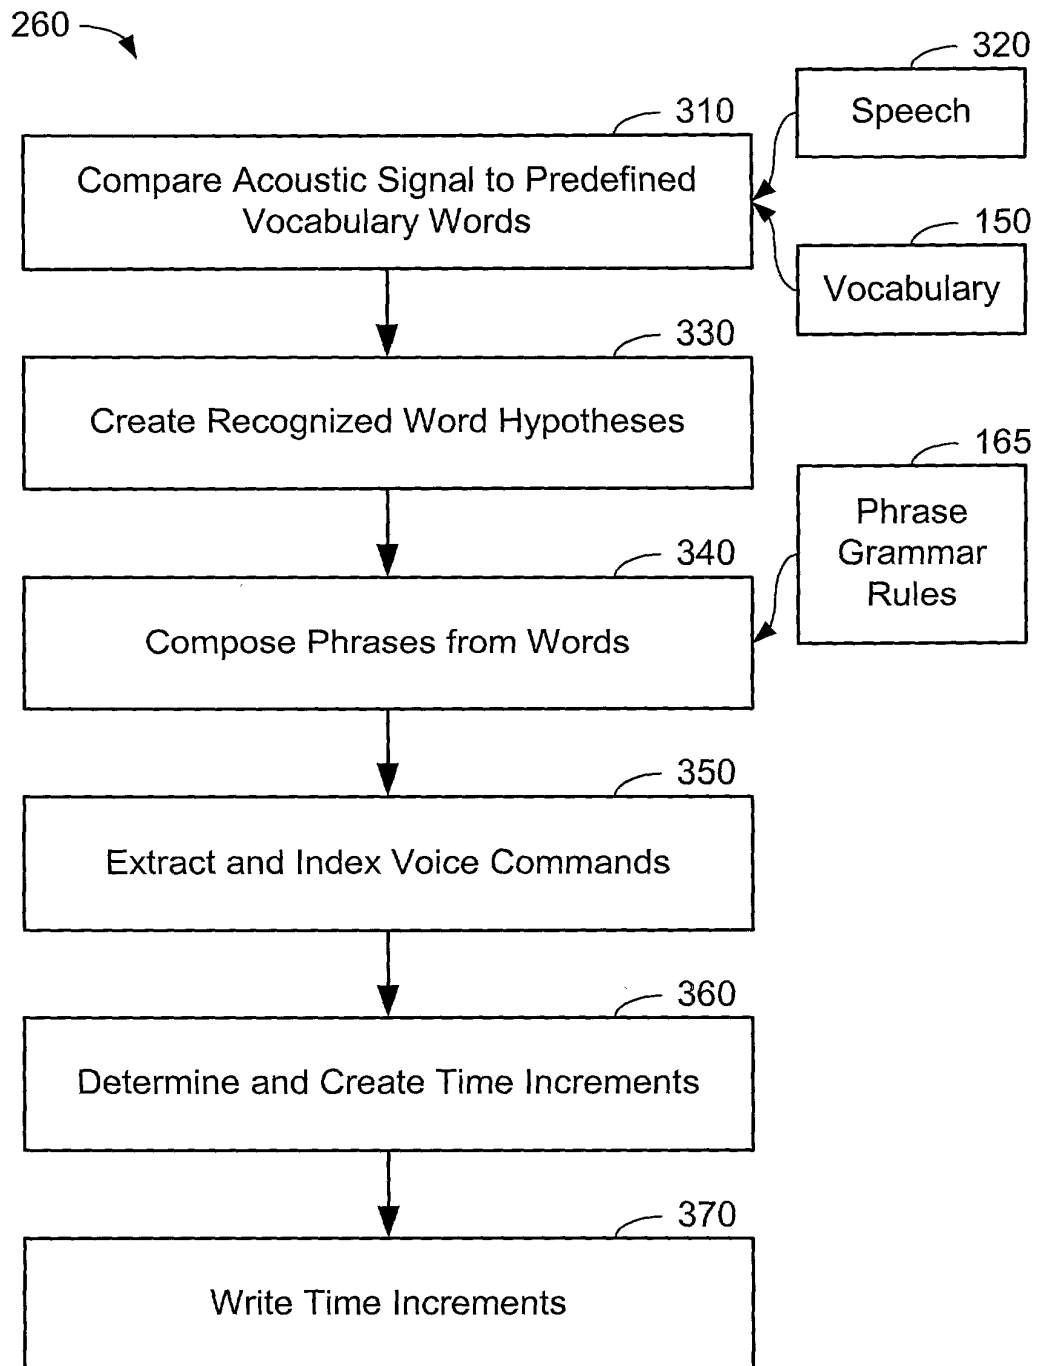 260
320
Speech
310
Compare Acoustic Signal to Predefined
Vocabulary Words
150
Vocabulary
330
Create Recognized Word Hypotheses
165
Phrase
Grammar
Rules
340
Compose Phrases from Words
350
Extract and Index Voice Commands
360
Determine and Create Time Increments
370
Write Time Increments